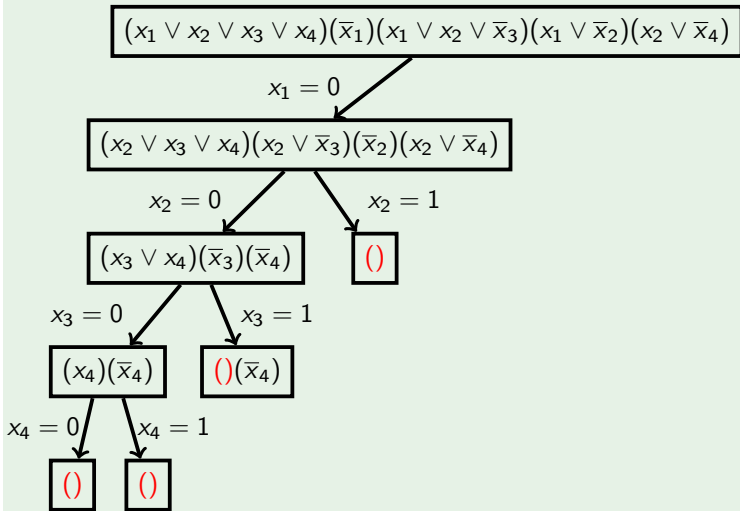 (x₁ ∨ x₂ ∨ x₃ ∨ x₄)(x̅₁)(x₁ ∨ x₂ ∨ x̅₃)(x₁ ∨ x̅₂)(x₂ ∨ x̅₄)
x₁ = 0
(x₂ ∨ x₃ ∨ x₄)(x₂ ∨ x̅₃)(x̅₂)(x₂ ∨ x̅₄)
x₂ = 0 x₂ = 1
(x₃ ∨ x₄)(x̅₃)(x̅₄) ()
x₃ = 0 x₃ = 1
(x₄)(x̅₄) ()(x̅₄)
x₄ = 0 x₄ = 1
() ()